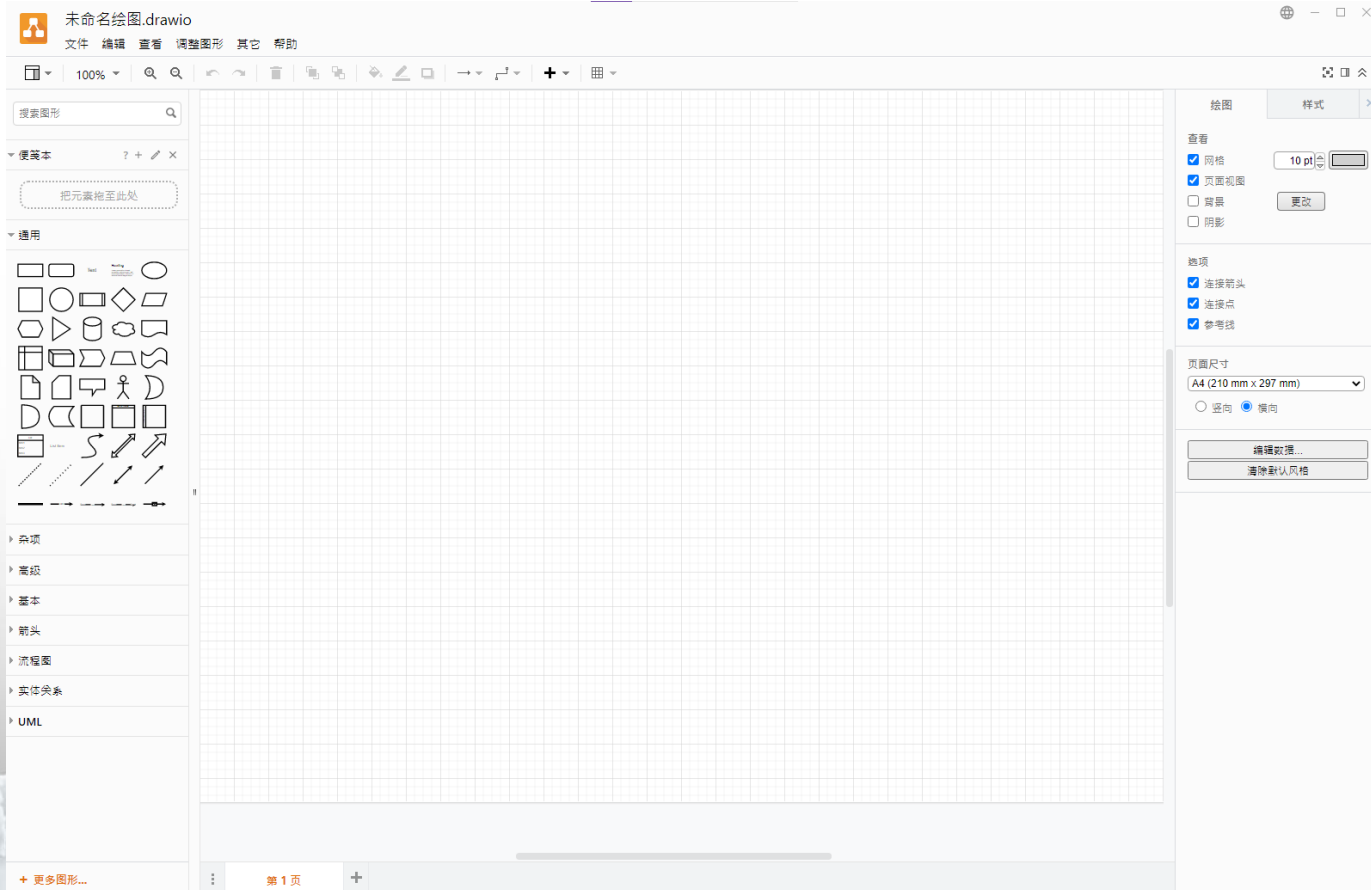 未命名绘图.drawio
文件 编辑 查看 调整图形 其它 帮助
100%
搜索图形
便笺本
?
把元素拖至此处
通用
Text
Heading
杂项
高级
基本
箭头
流程图
实体关系
UML
+ 更多图形...
第 1 页
绘图 样式
查看
网格 10 pt
页面视图
背景 更改
阴影
选项
连接箭头
连接点
参考线
页面尺寸
A4 (210 mm x 297 mm)
竖向 横向
编辑数据...
清除默认风格